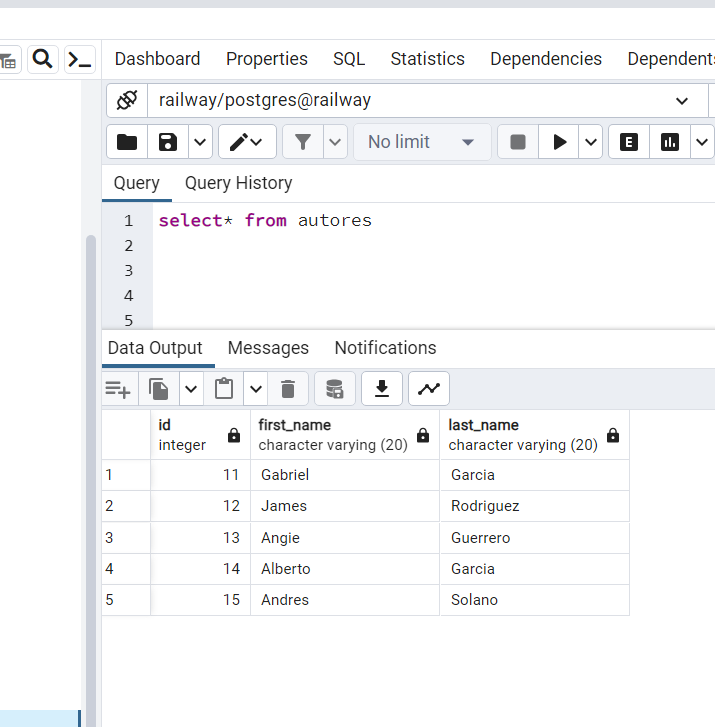 Dashboard Properties SQL Statistics Dependencies Dependents
railway/postgres@railway
No limit E
Query Query History
1 select* from autores
2
3
4
5
Data Output Messages Notifications
id first_name last_name
integer character varying (20) character varying (20)
1 11 Gabriel Garcia
2 12 James Rodriguez
3 13 Angie Guerrero
4 14 Alberto Garcia
5 15 Andres Solano